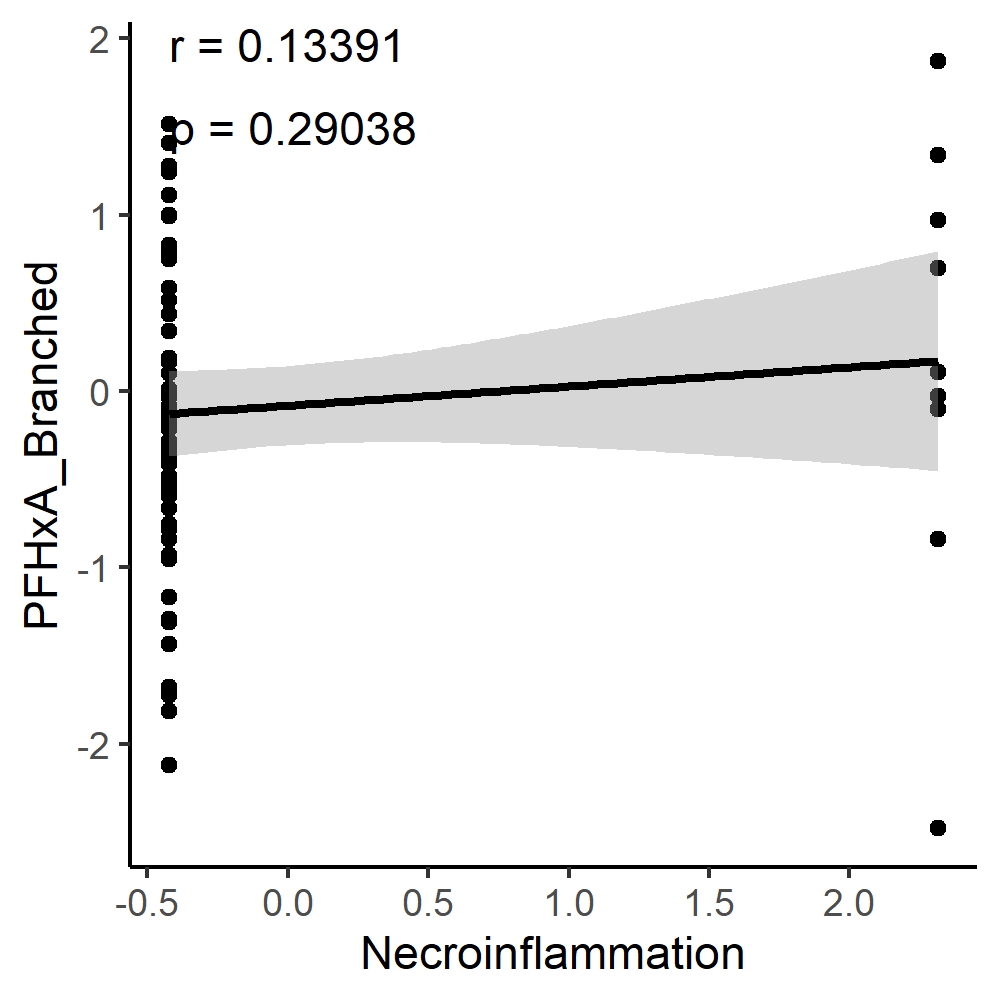 r = 0.13391
p = 0.29038
2
1
0
-1
-2
PFHxA_Branched
-0.5 0.0 0.5 1.0 1.5 2.0
Necroinflammation